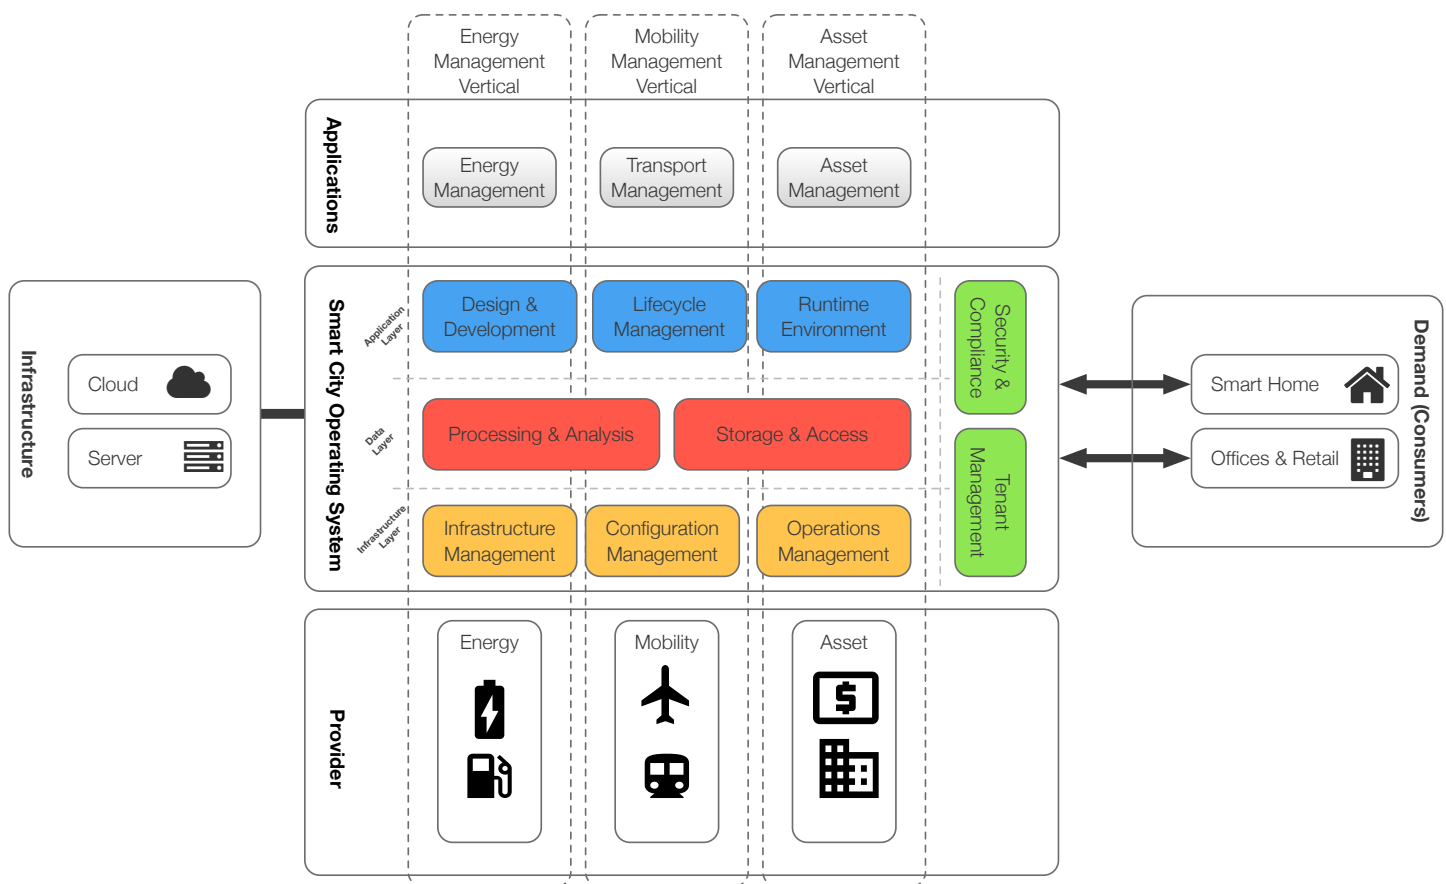 Energy
Management
Vertical
Mobility
Management
Vertical
Asset
Management
Vertical
Applications
Energy
Management
Transport
Management
Asset
Management
Infrastructure
Cloud
Server
Smart City Operating System
Application
Layer
Design &
Development
Lifecycle
Management
Runtime
Environment
Data
Layer
Processing & Analysis
Storage & Access
Infrastructure
Layer
Infrastructure
Management
Configuration
Management
Operations
Management
Security &
Compliance
Tenant
Management
Demand (Consumers)
Smart Home
Offices & Retail
Provider
Energy
Mobility
Asset
$